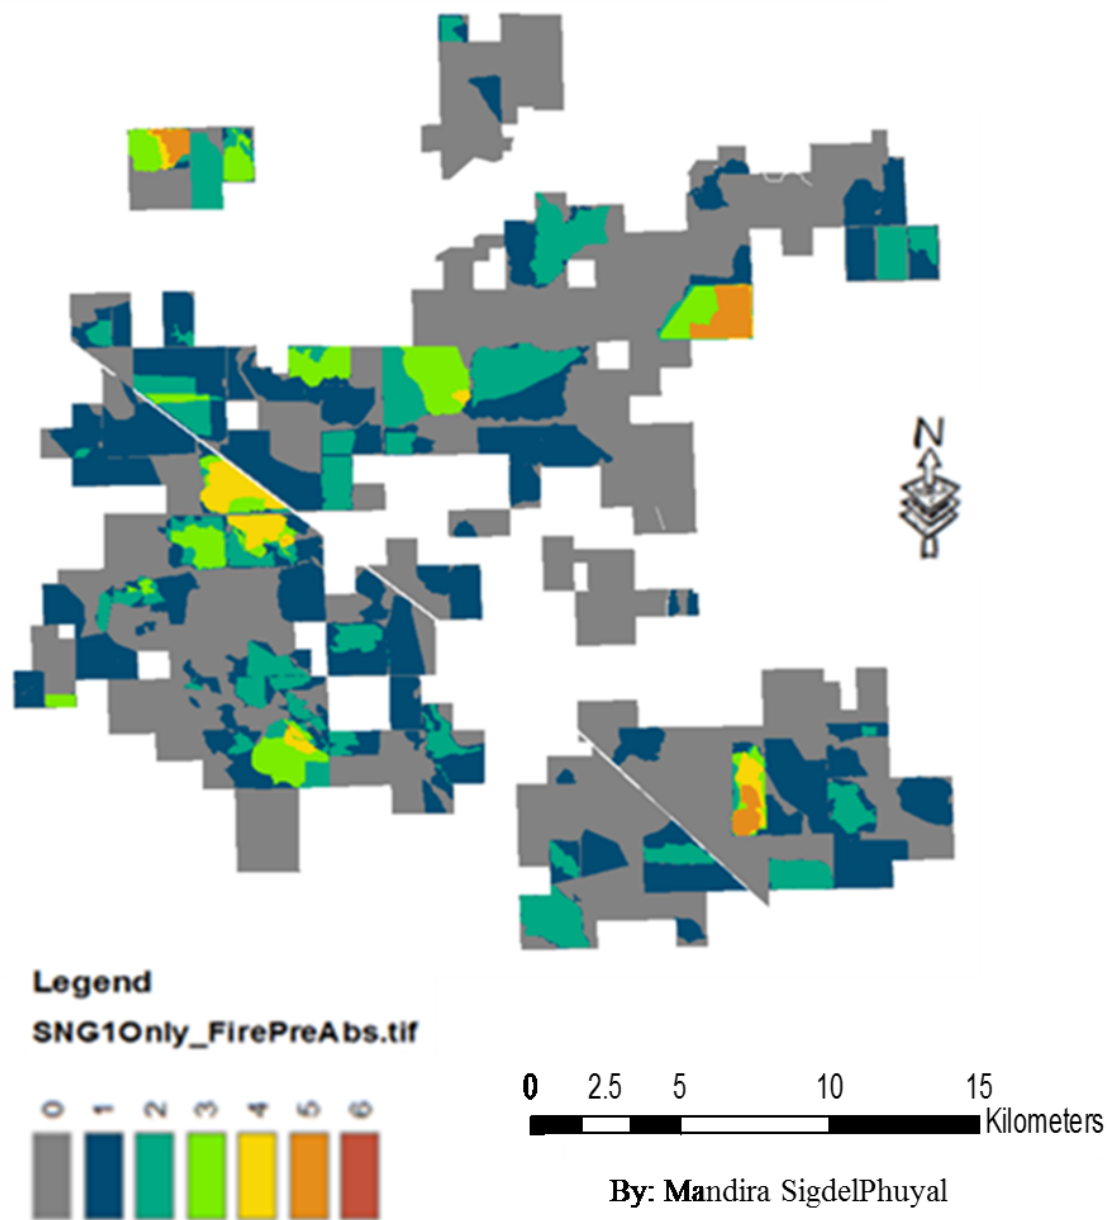 N
Legend
SNG1Only_FirePreAbs.tif
0 1 2 3 4 5 6
0 2.5 5 10 15
Kilometers
By: Mandira SigdelPhuyal